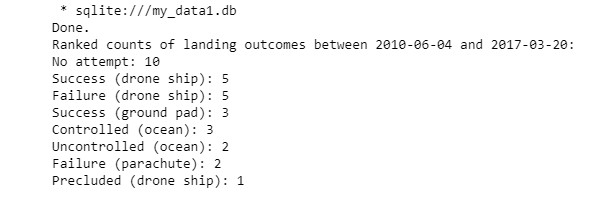 * sqlite:///my_data1.db
Done.
Ranked counts of landing outcomes between 2010-06-04 and 2017-03-20:
No attempt: 10
Success (drone ship): 5
Failure (drone ship): 5
Success (ground pad): 3
Controlled (ocean): 3
Uncontrolled (ocean): 2
Failure (parachute): 2
Precluded (drone ship): 1